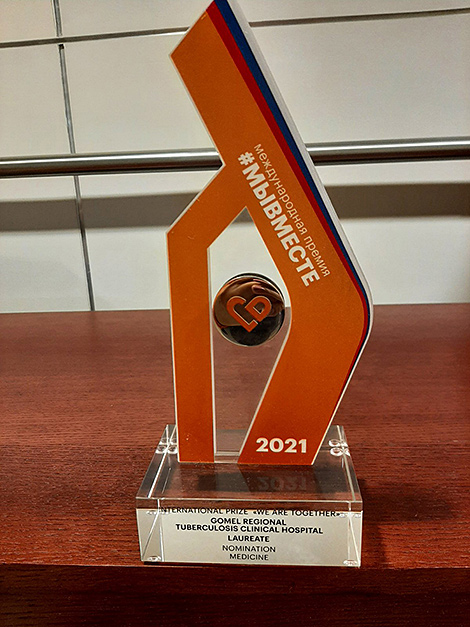 международная премия
#МЫВМЕСТЕ
2021
INTERNATIONAL PRIZE «WE ARE TOGETHER»
GOMEL REGIONAL
TUBERCULOSIS CLINICAL HOSPITAL
LAUREATE
NOMINATION
MEDICINE